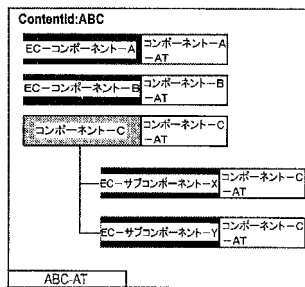 Contentid:ABC
EC-コンポーネント-A
コンポーネント-A
-AT
EC-コンポーネント-B
コンポーネント-B
-AT
コンポーネント-C
コンポーネント-C
-AT
EC-サブコンポーネント-X
コンポーネント-C
-AT
EC-サブコンポーネント-Y
コンポーネント-C
-AT
ABC-AT